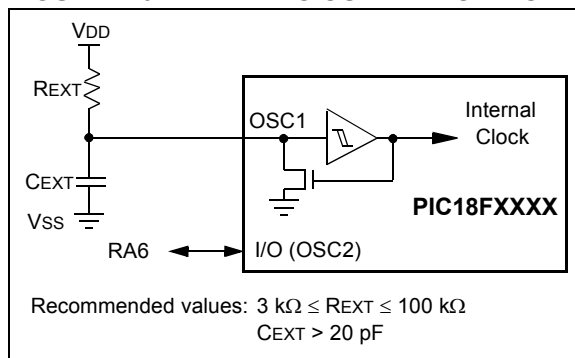 VDD
REXT
OSC1
Internal
Clock
CEXT
PIC18FXXXX
VSS
RA6
I/O (OSC2)
Recommended values: 3 kΩ ≤ REXT ≤ 100 kΩ
CEXT > 20 pF